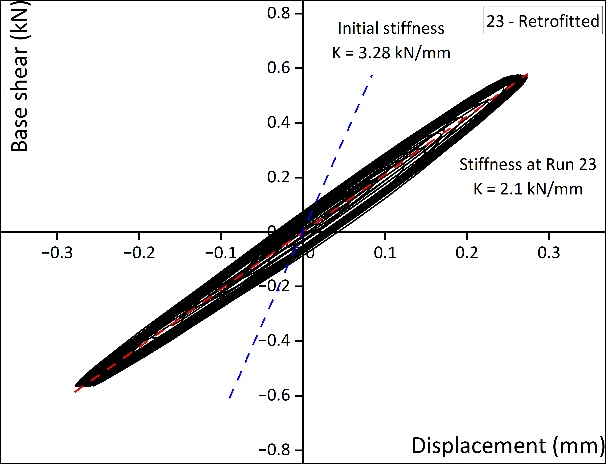 Base shear (kN)
0.8
Initial stiffness
K = 3.28 kN/mm
23 - Retrofitted
0.6
0.4
Stiffness at Run 23
K = 2.1 kN/mm
0.2
0
−0.3
−0.2
−0.1
0.0
0.1
0.2
0.3
−0.2
−0.4
−0.6
−0.8
Displacement (mm)